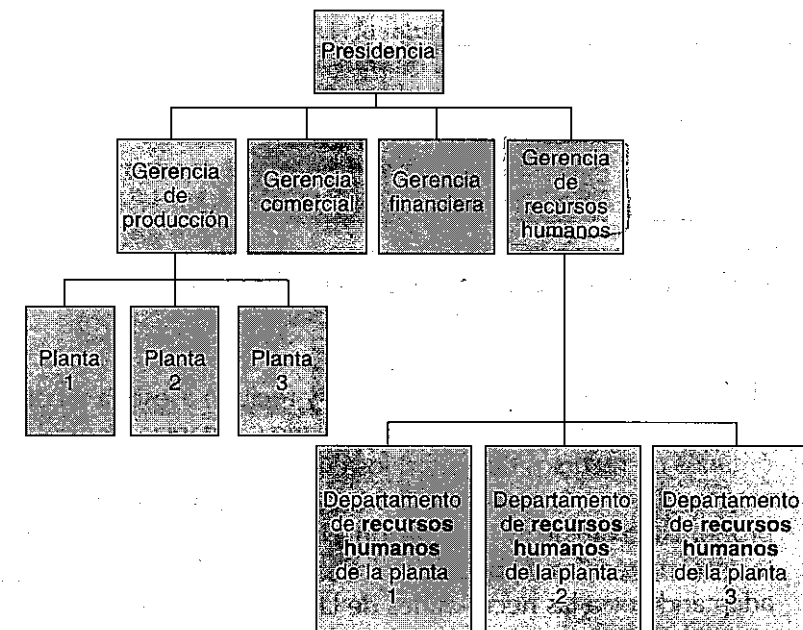 Presidencia
Gerencia
de
producción
Gerencia
comercial
Gerencia
financiera
Gerencia
de
recursos
humanos
Planta
1
Planta
2
Planta
3
Departamento
de recursos
humanos
de la planta
1
Departamento
de recursos
humanos
de la planta
2
Departamento
de recursos
humanos
de la planta
3